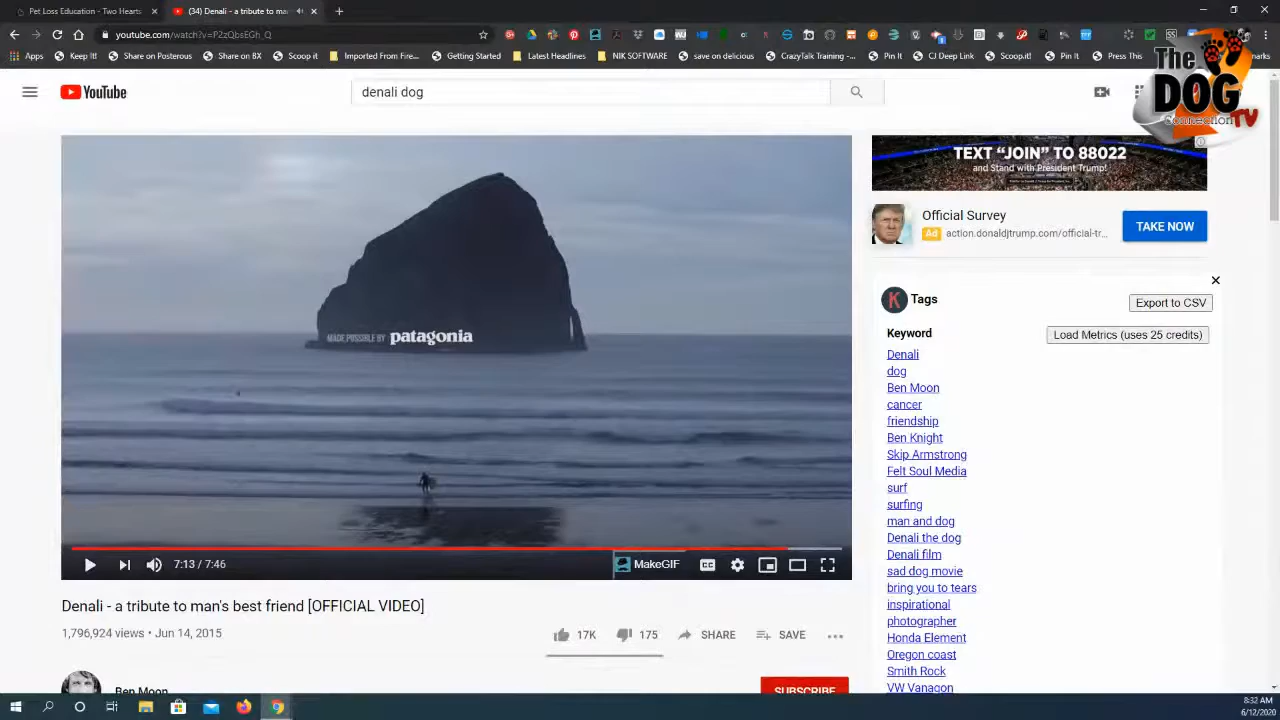 Pet Loss Education - Two Hearts
(34) Denali - a tribute to ma
youtube.com/watch?v=P2zQbsEGh_Q
Apps Keep It Share on 8 Posterous Share on 8X Scoop it Imported From Fire... Getting Started Latest Headlines NIK SOFTWARE save on delicious CrazyTalk Training -... Pin It CJ Deep Link Scoop.it! Pin It Press This
The
DOG
Connection TV
YouTube
denali dog
TEXT “JOIN” TO 88022
and Stand with President Trump!
Official Survey
Ad action.donaldjtrump.com/official-tr...
TAKE NOW
Tags
Export to CSV
Keyword
Load Metrics (uses 25 credits)
Denali
dog
Ben Moon
cancer
friendship
Ben Knight
Skip Armstrong
Felt Soul Media
surf
surfing
man and dog
Denali the dog
Denali film
sad dog movie
bring you to tears
inspirational
photographer
Honda Element
Oregon coast
Smith Rock
VW Vanagon
MADE POSSIBLE BY patagonia
7:13 / 7:46
MakeGIF
CC
Denali - a tribute to man's best friend [OFFICIAL VIDEO]
1,796,924 views • Jun 14, 2015
17K 175 SHARE SAVE
Ben Moon
SUBSCRIBE
8:32 AM
6/12/2020